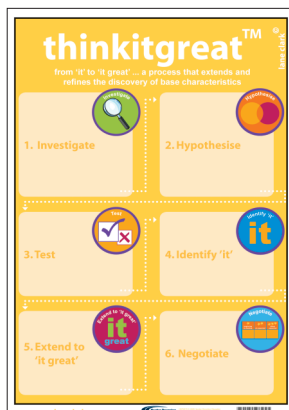 thinkitgreat™
© lane clark
from 'it' to 'it great' ... a process that extends and
refines the discovery of base characteristics
Investigate
1. Investigate
Hypothesise
2. Hypothesise
Test
3. Test
Identify 'it'
it
4. Identify 'it'
Extend to 'it great'
it
great
5. Extend to
'it great'
Negotiate
6. Negotiate